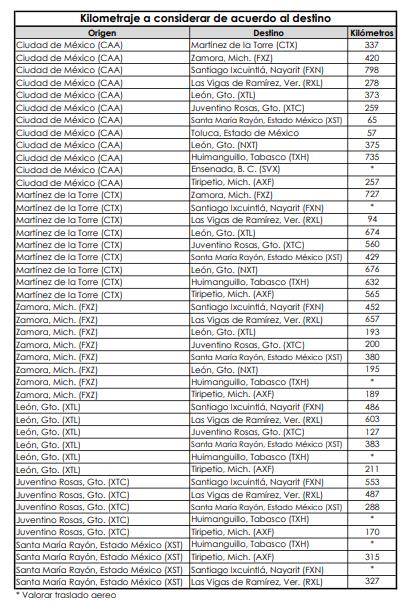 Kilometraje a considerar de acuerdo al destino
Origen Destino Kilómetros
Ciudad de México (CAA) Martínez de la Torre (CTX) 337
Ciudad de México (CAA) Zamora, Mich. (FXZ) 420
Ciudad de México (CAA) Santiago Ixcuintlá, Nayarit (FXN) 798
Ciudad de México (CAA) Las Vigas de Ramírez, Ver. (RXL) 278
Ciudad de México (CAA) León, Gto. (XTL) 373
Ciudad de México (CAA) Juventino Rosas, Gto. (XTC) 259
Ciudad de México (CAA) Santa María Rayón, Estado México (XST) 65
Ciudad de México (CAA) Toluca, Estado de México 57
Ciudad de México (CAA) León, Gto. (NXT) 375
Ciudad de México (CAA) Huimanguillo, Tabasco (TXH) 735
Ciudad de México (CAA) Ensenada, B. C. (SVX) *
Ciudad de México (CAA) Tiripetio, Mich. (AXF) 257
Martínez de la Torre (CTX) Zamora, Mich. (FXZ) 727
Martínez de la Torre (CTX) Santiago Ixcuintlá, Nayarit (FXN) *
Martínez de la Torre (CTX) Las Vigas de Ramírez, Ver. (RXL) 94
Martínez de la Torre (CTX) León, Gto. (XTL) 674
Martínez de la Torre (CTX) Juventino Rosas, Gto. (XTC) 560
Martínez de la Torre (CTX) Santa María Rayón, Estado México (XST) 429
Martínez de la Torre (CTX) León, Gto. (NXT) 676
Martínez de la Torre (CTX) Huimanguillo, Tabasco (TXH) 632
Martínez de la Torre (CTX) Tiripetio, Mich. (AXF) 565
Zamora, Mich. (FXZ) Santiago Ixcuintlá, Nayarit (FXN) 452
Zamora, Mich. (FXZ) Las Vigas de Ramírez, Ver. (RXL) 657
Zamora, Mich. (FXZ) León, Gto. (XTL) 193
Zamora, Mich. (FXZ) Juventino Rosas, Gto. (XTC) 200
Zamora, Mich. (FXZ) Santa María Rayón, Estado México (XST) 380
Zamora, Mich. (FXZ) León, Gto. (NXT) 195
Zamora, Mich. (FXZ) Huimanguillo, Tabasco (TXH) *
Zamora, Mich. (FXZ) Tiripetio, Mich. (AXF) 189
León, Gto. (XTL) Santiago Ixcuintlá, Nayarit (FXN) 486
León, Gto. (XTL) Las Vigas de Ramírez, Ver. (RXL) 603
León, Gto. (XTL) Juventino Rosas, Gto. (XTC) 127
León, Gto. (XTL) Santa María Rayón, Estado México (XST) 383
León, Gto. (XTL) Huimanguillo, Tabasco (TXH) *
León, Gto. (XTL) Tiripetio, Mich. (AXF) 211
Juventino Rosas, Gto. (XTC) Santiago Ixcuintlá, Nayarit (FXN) 553
Juventino Rosas, Gto. (XTC) Las Vigas de Ramírez, Ver. (RXL) 487
Juventino Rosas, Gto. (XTC) Santa María Rayón, Estado México (XST) 288
Juventino Rosas, Gto. (XTC) Huimanguillo, Tabasco (TXH) *
Juventino Rosas, Gto. (XTC) Tiripetio, Mich. (AXF) 170
Santa María Rayón, Estado México (XST) Huimanguillo, Tabasco (TXH) *
Santa María Rayón, Estado México (XST) Tiripetio, Mich. (AXF) 315
Santa María Rayón, Estado México (XST) Santiago Ixcuintlá, Nayarit (FXN) *
Santa María Rayón, Estado México (XST) Las Vigas de Ramírez, Ver. (RXL) 327
* Valorar traslado aereo